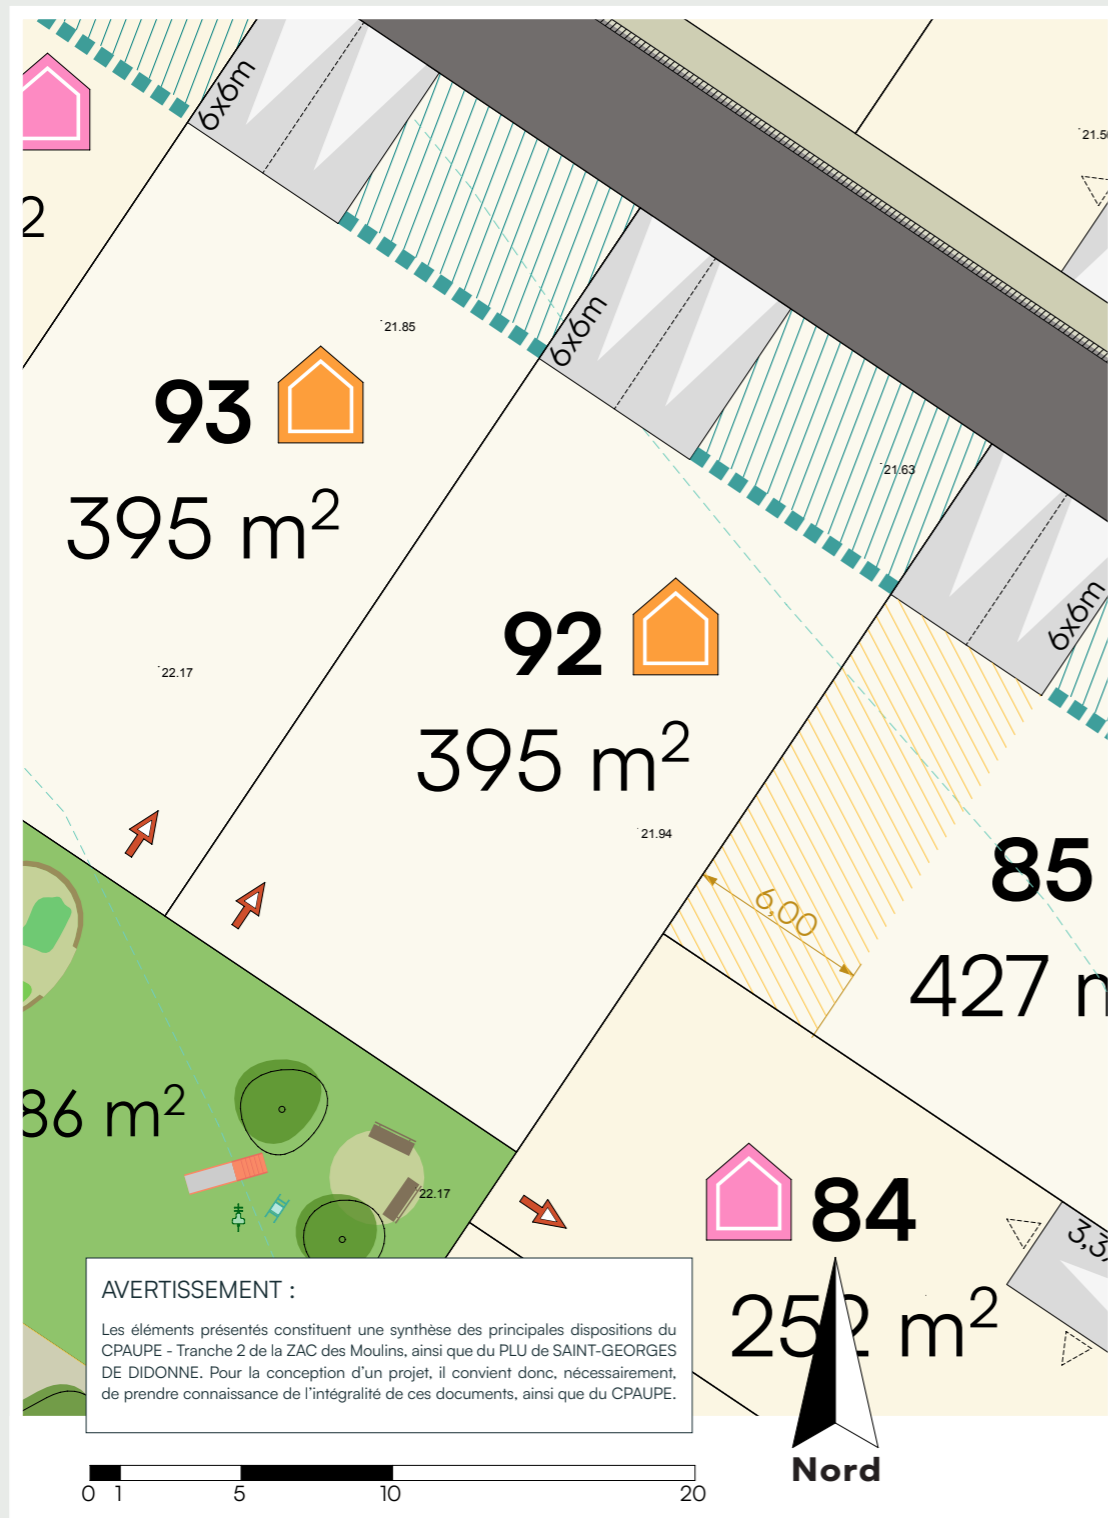 6x6m
21.50
2
21.85
6x6m
93
395 m²
21.63
6x6m
92
395 m²
22.17
21.94
85
6,00
427 m
86 m²
22.17
84
3,3
252 m²
AVERTISSEMENT :
Les éléments présentés constituent une synthèse des principales dispositions du
CPAUPE - Tranche 2 de la ZAC des Moulins, ainsi que du PLU de SAINT-GEORGES
DE DIDONNE. Pour la conception d'un projet, il convient donc, nécessairement,
de prendre connaissance de l'intégralité de ces documents, ainsi que du CPAUPE.
Nord
0 1 5 10 20